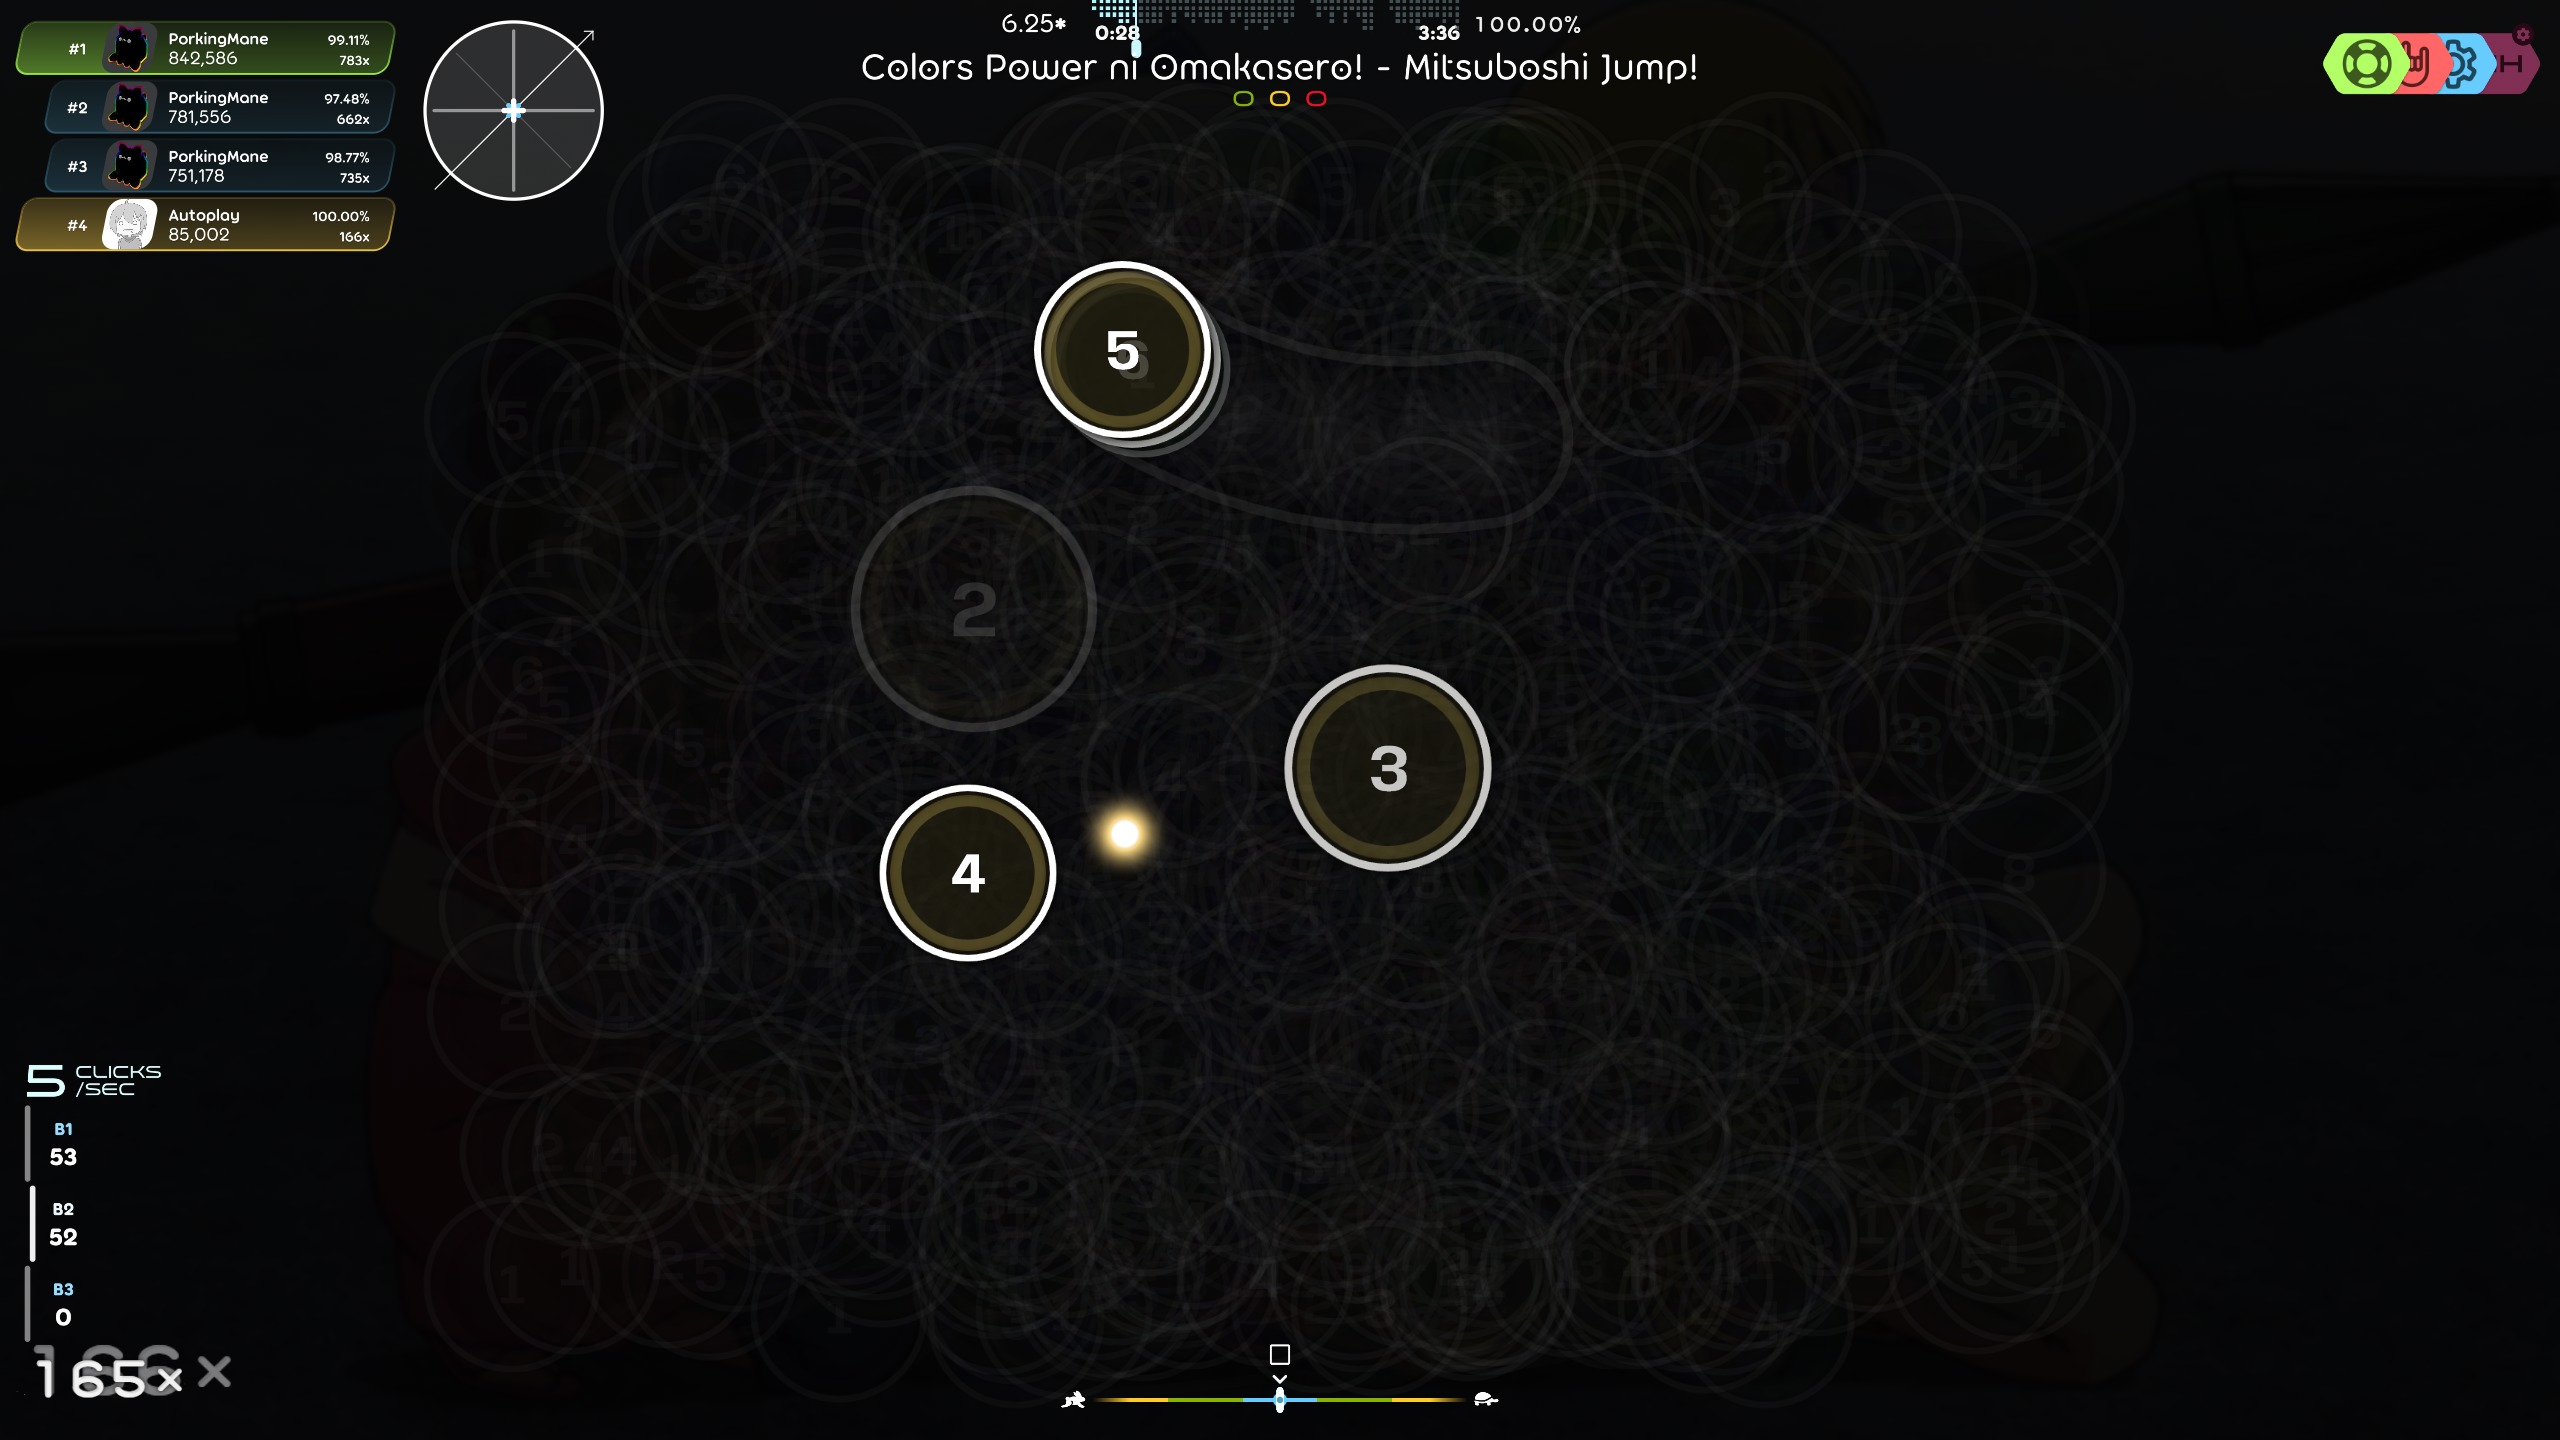 #1 PorkingMane 99.11%
842,586 783x
#2 PorkingMane 97.48%
781,556 662x
#3 PorkingMane 98.77%
751,178 735x
#4 Autoplay 100.00%
85,002 166x
6.25* 0:28 3:36 100.00%
Colors Power ni Omakasero! - Mitsuboshi Jump!
H
5
2
3
4
5 CLICKS
/SEC
B1
53
B2
52
B3
0
165x